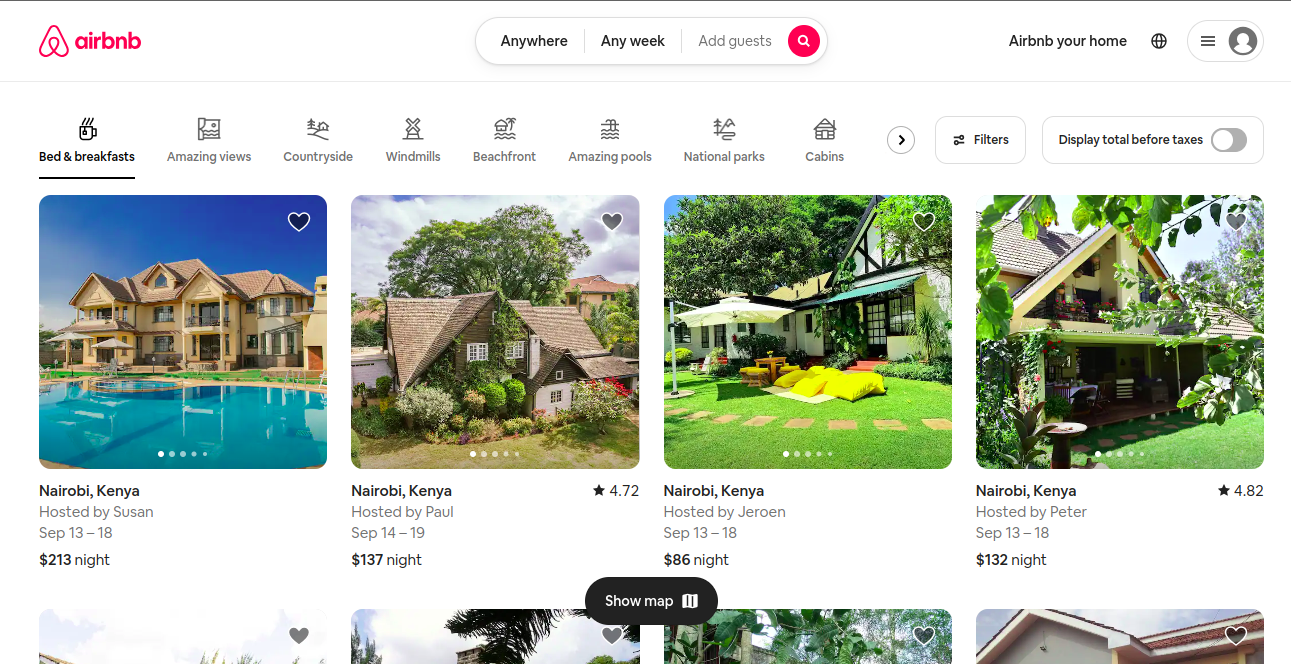 airbnb
Anywhere Any week Add guests
Airbnb your home
Bed & breakfasts Amazing views Countryside Windmills Beachfront Amazing pools National parks Cabins
Filters
Display total before taxes
Nairobi, Kenya
Hosted by Susan
Sep 13 – 18
$213 night
Nairobi, Kenya ★ 4.72
Hosted by Paul
Sep 14 – 19
$137 night
Nairobi, Kenya
Hosted by Jeroen
Sep 13 – 18
$86 night
Nairobi, Kenya ★ 4.82
Hosted by Peter
Sep 13 – 18
$132 night
Show map